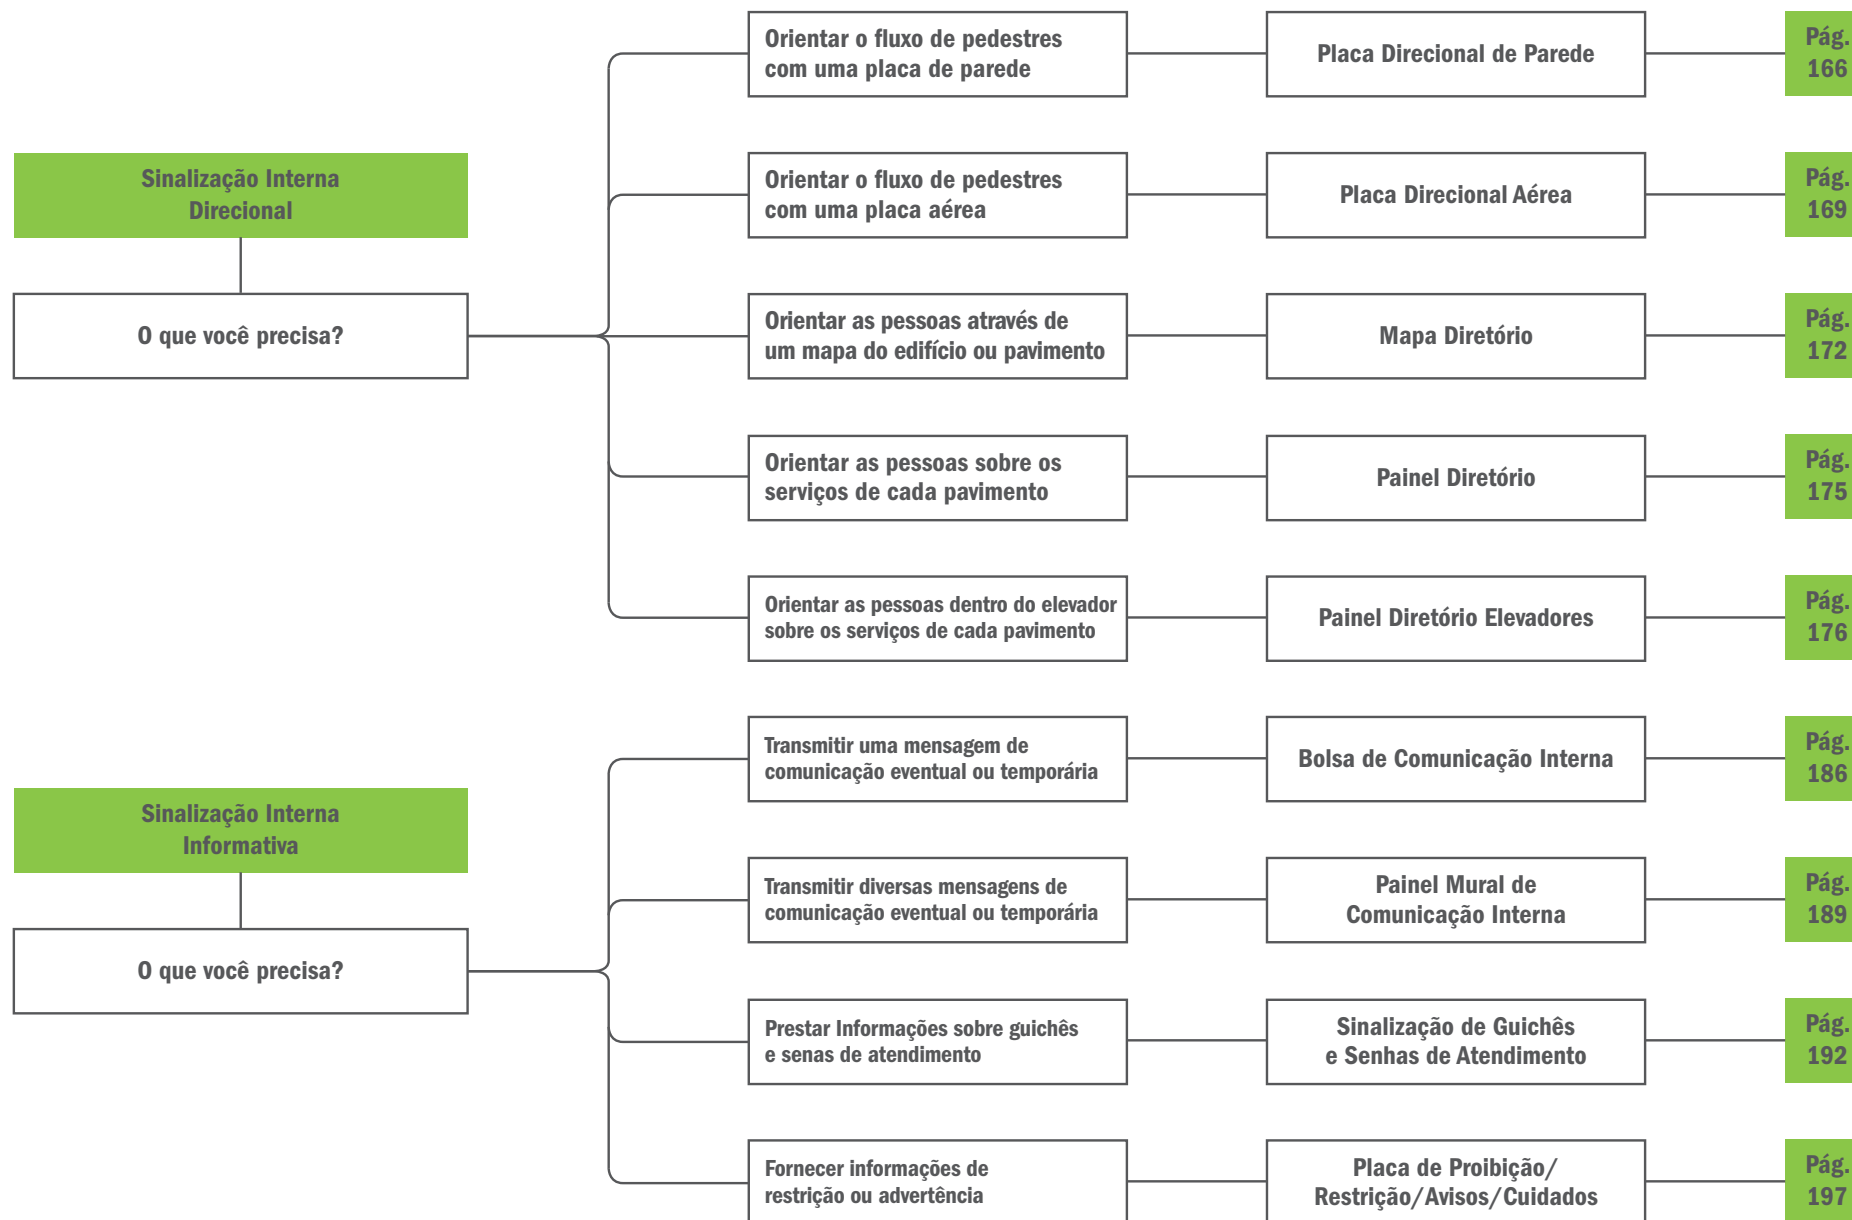 Sinalização Interna
Direcional
O que você precisa?
Orientar o fluxo de pedestres
com uma placa de parede
Placa Direcional de Parede
Pág.
166
Orientar o fluxo de pedestres
com uma placa aérea
Placa Direcional Aérea
Pág.
169
Orientar as pessoas através de
um mapa do edifício ou pavimento
Mapa Diretório
Pág.
172
Orientar as pessoas sobre os
serviços de cada pavimento
Painel Diretório
Pág.
175
Orientar as pessoas dentro do elevador
sobre os serviços de cada pavimento
Painel Diretório Elevadores
Pág.
176
Sinalização Interna
Informativa
O que você precisa?
Transmitir uma mensagem de
comunicação eventual ou temporária
Bolsa de Comunicação Interna
Pág.
186
Transmitir diversas mensagens de
comunicação eventual ou temporária
Painel Mural de
Comunicação Interna
Pág.
189
Prestar Informações sobre guichês
e senas de atendimento
Sinalização de Guichês
e Senhas de Atendimento
Pág.
192
Fornecer informações de
restrição ou advertência
Placa de Proibição/
Restrição/Avisos/Cuidados
Pág.
197